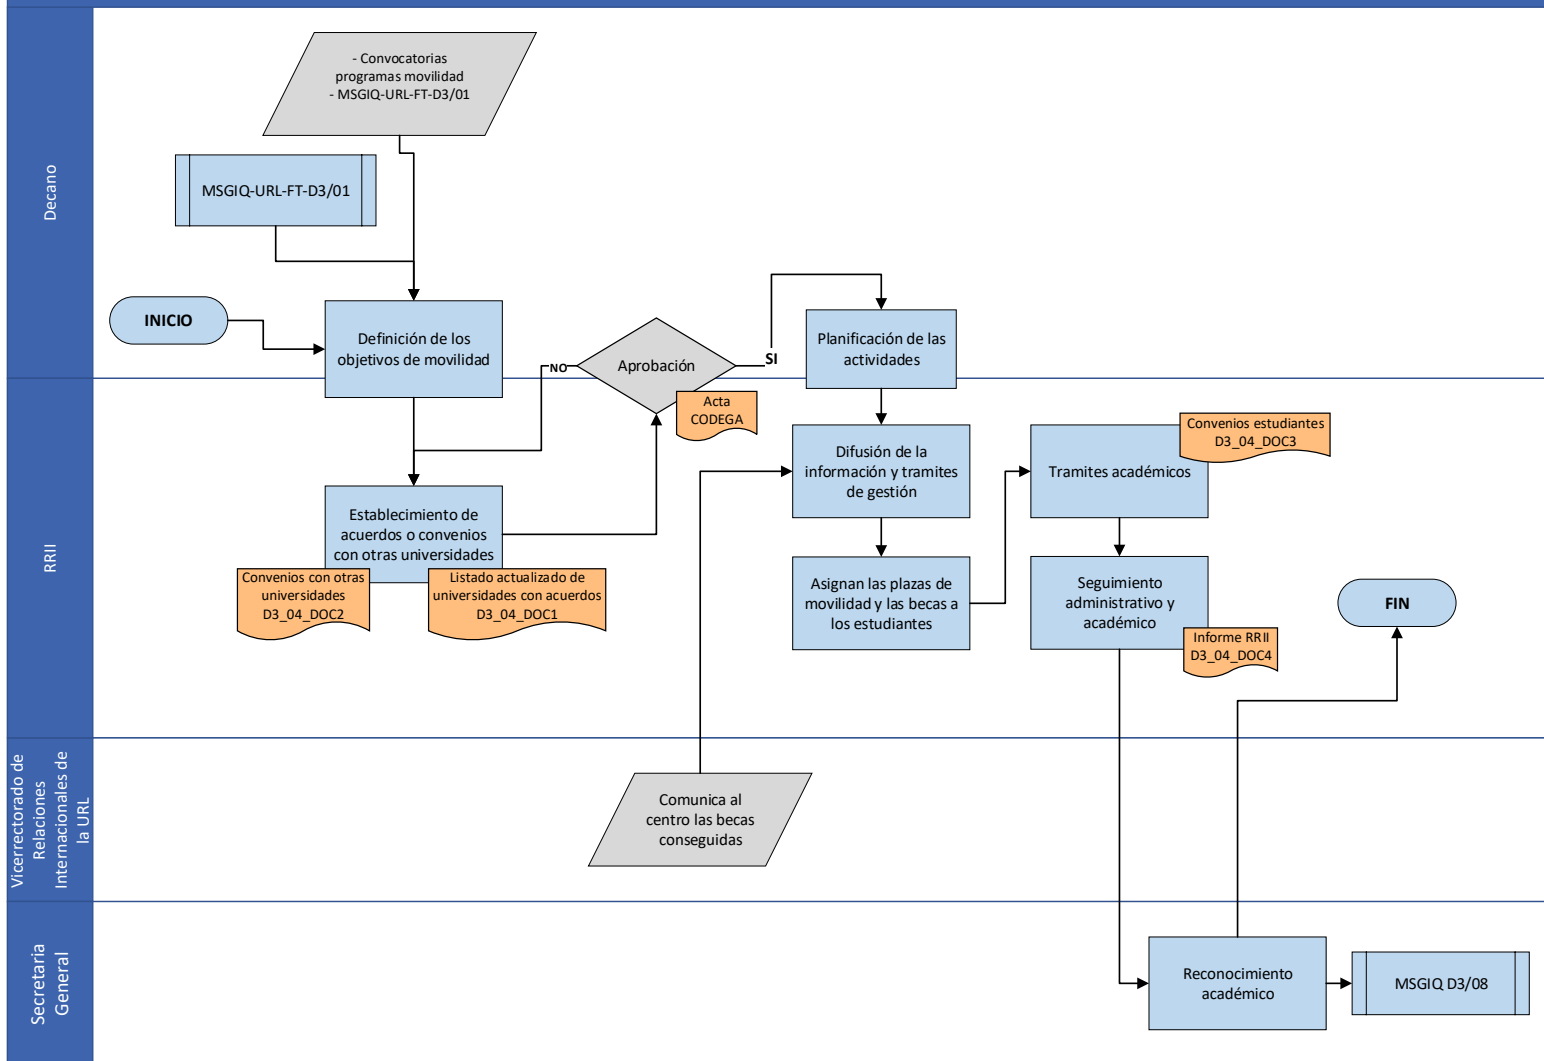 Decano
- Convocatorias
programas movilidad
- MSGIQ-URL-FT-D3/01
MSGIQ-URL-FT-D3/01
INICIO
Definición de los
objetivos de movilidad
NO
Aprobación
SI
Acta
CODEGA
Planificación de las
actividades
RRII
Establecimiento de
acuerdos o convenios
con otras universidades
Convenios con otras
universidades
D3_04_DOC2
Listado actualizado de
universidades con acuerdos
D3_04_DOC1
Difusión de la
información y tramites
de gestión
Asignan las plazas de
movilidad y las becas a
los estudiantes
Tramites académicos
Convenios estudiantes
D3_04_DOC3
Seguimiento
administrativo y
académico
Informe RRII
D3_04_DOC4
FIN
Vicerrectorado de
Relaciones
Internacionales de
la URL
Comunica al
centro las becas
conseguidas
Secretaria
General
Reconocimiento
académico
MSGIQ D3/08